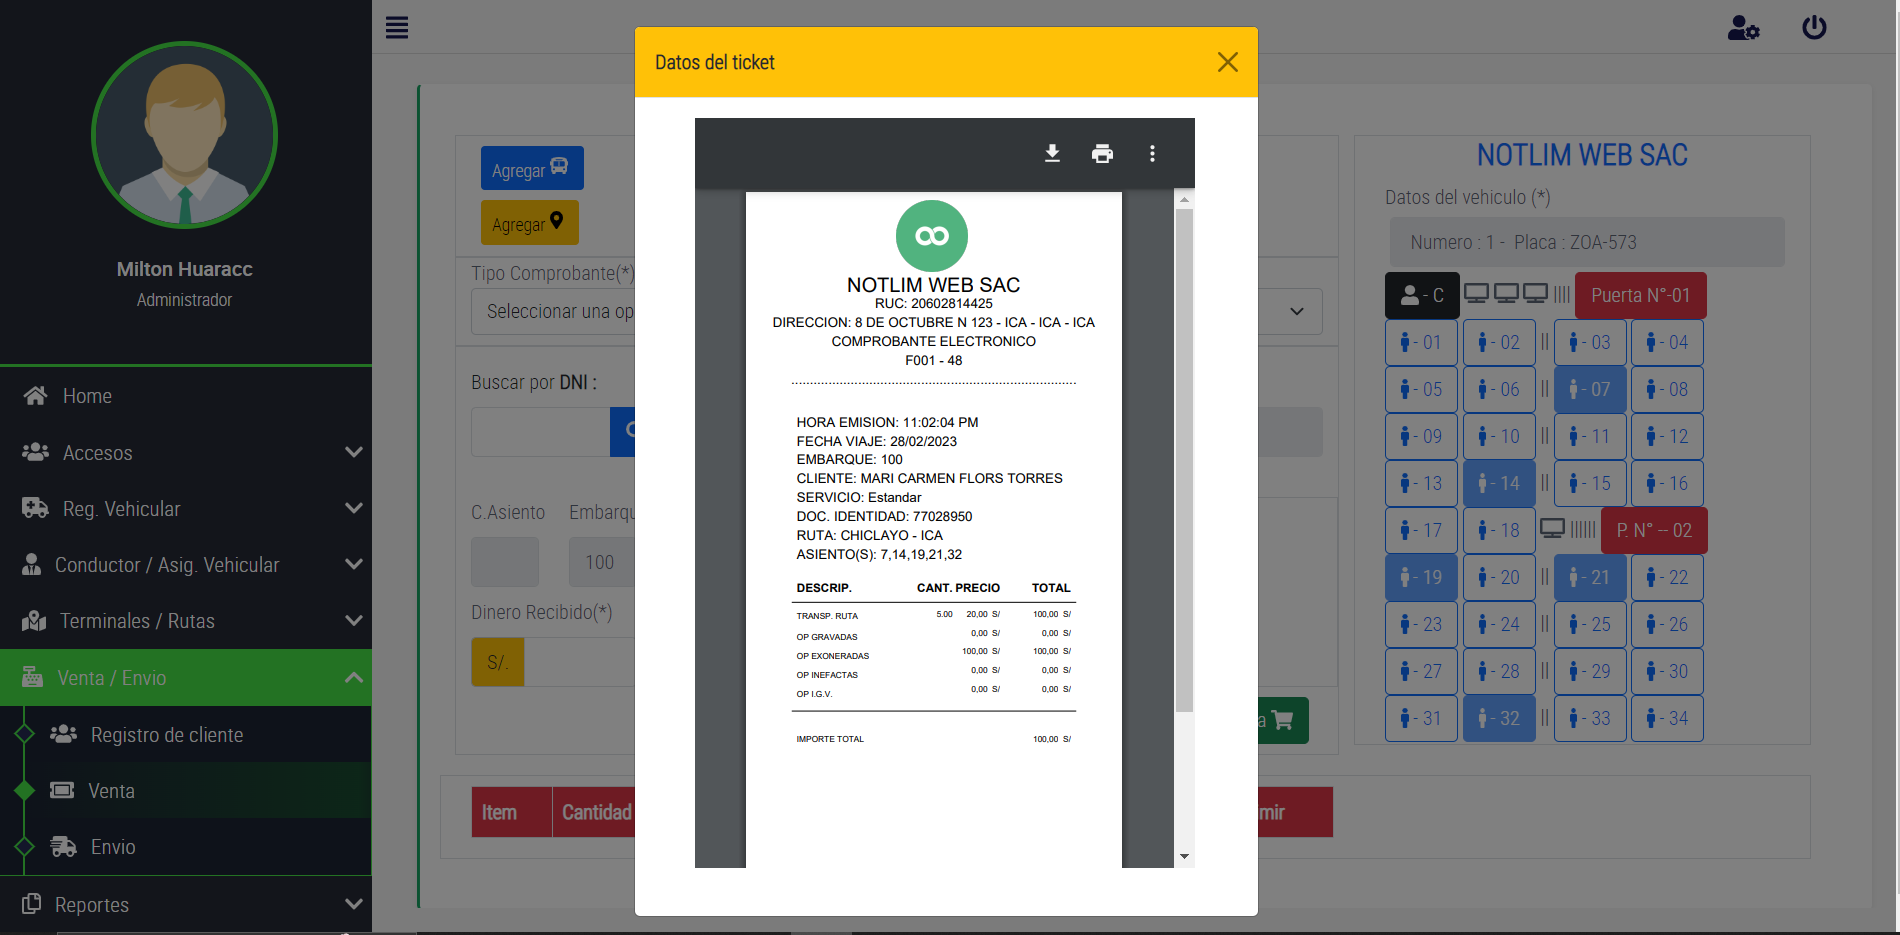 Milton Huaracc
Administrador
Home
Accesos
Reg. Vehicular
Conductor / Asig. Vehicular
Terminales / Rutas
Venta / Envio
Registro de cliente
Venta
Envio
Reportes
Agregar
Agregar
Tipo Comprobante(*)
Seleccionar una op
Buscar por DNI :
C.Asiento Embarqu
100
Dinero Recibido(*)
S/.
a
Item Cantidad
mir
Datos del ticket
NOTLIM WEB SAC
RUC: 20602814425
DIRECCION: 8 DE OCTUBRE N 123 - ICA - ICA - ICA
COMPROBANTE ELECTRONICO
F001 - 48
HORA EMISION: 11:02:04 PM
FECHA VIAJE: 28/02/2023
EMBARQUE: 100
CLIENTE: MARI CARMEN FLORS TORRES
SERVICIO: Estandar
DOC. IDENTIDAD: 77028950
RUTA: CHICLAYO - ICA
ASIENTO(S): 7,14,19,21,32
DESCRIP. CANT. PRECIO TOTAL
TRANSP. RUTA 5.00 20,00 S/ 100,00 S/
OP GRAVADAS 0,00 S/ 0,00 S/
OP EXONERADAS 100,00 S/ 100,00 S/
OP INEFACTAS 0,00 S/ 0,00 S/
OP I.G.V. 0,00 S/ 0,00 S/
IMPORTE TOTAL 100,00 S/
NOTLIM WEB SAC
Datos del vehiculo (*)
Numero : 1 - Placa : ZOA-573
- C |||| Puerta N°-01
- 01 - 02 || - 03 - 04
- 05 - 06 || - 07 - 08
- 09 - 10 || - 11 - 12
- 13 - 14 || - 15 - 16
- 17 - 18 |||||| P. N° -- 02
- 19 - 20 || - 21 - 22
- 23 - 24 || - 25 - 26
- 27 - 28 || - 29 - 30
- 31 - 32 || - 33 - 34